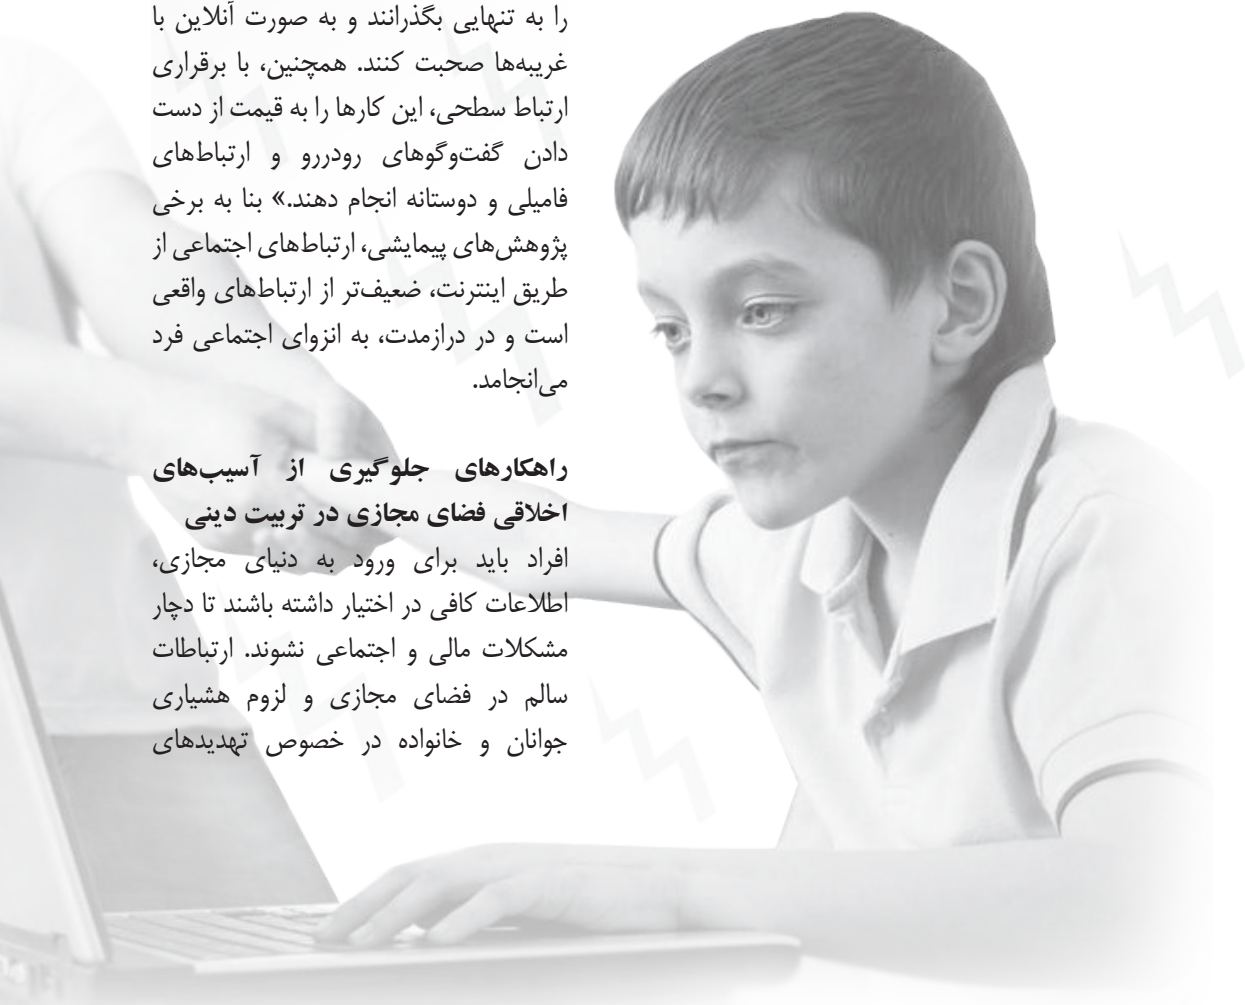 را به تنهایی بگذرانند و به صورت آنلاین با
غریبه‌ها صحبت کنند. همچنین، با برقراری
ارتباط سطحی، این کارها را به قیمت از دست
دادن گفت‌وگوهای رودررو و ارتباط‌های
فامیلی و دوستانه انجام دهند.» بنا به برخی
پژوهش‌های پیمایشی، ارتباط‌های اجتماعی از
طریق اینترنت، ضعیف‌تر از ارتباط‌های واقعی
است و در درازمدت، به انزوای اجتماعی فرد
می‌انجامد.
راهکارهای جلوگیری از آسیب‌های
اخلاقی فضای مجازی در تربیت دینی
افراد باید برای ورود به دنیای مجازی،
اطلاعات کافی در اختیار داشته باشند تا دچار
مشکلات مالی و اجتماعی نشوند. ارتباطات
سالم در فضای مجازی و لزوم هشیاری
جوانان و خانواده در خصوص تهدیدهای